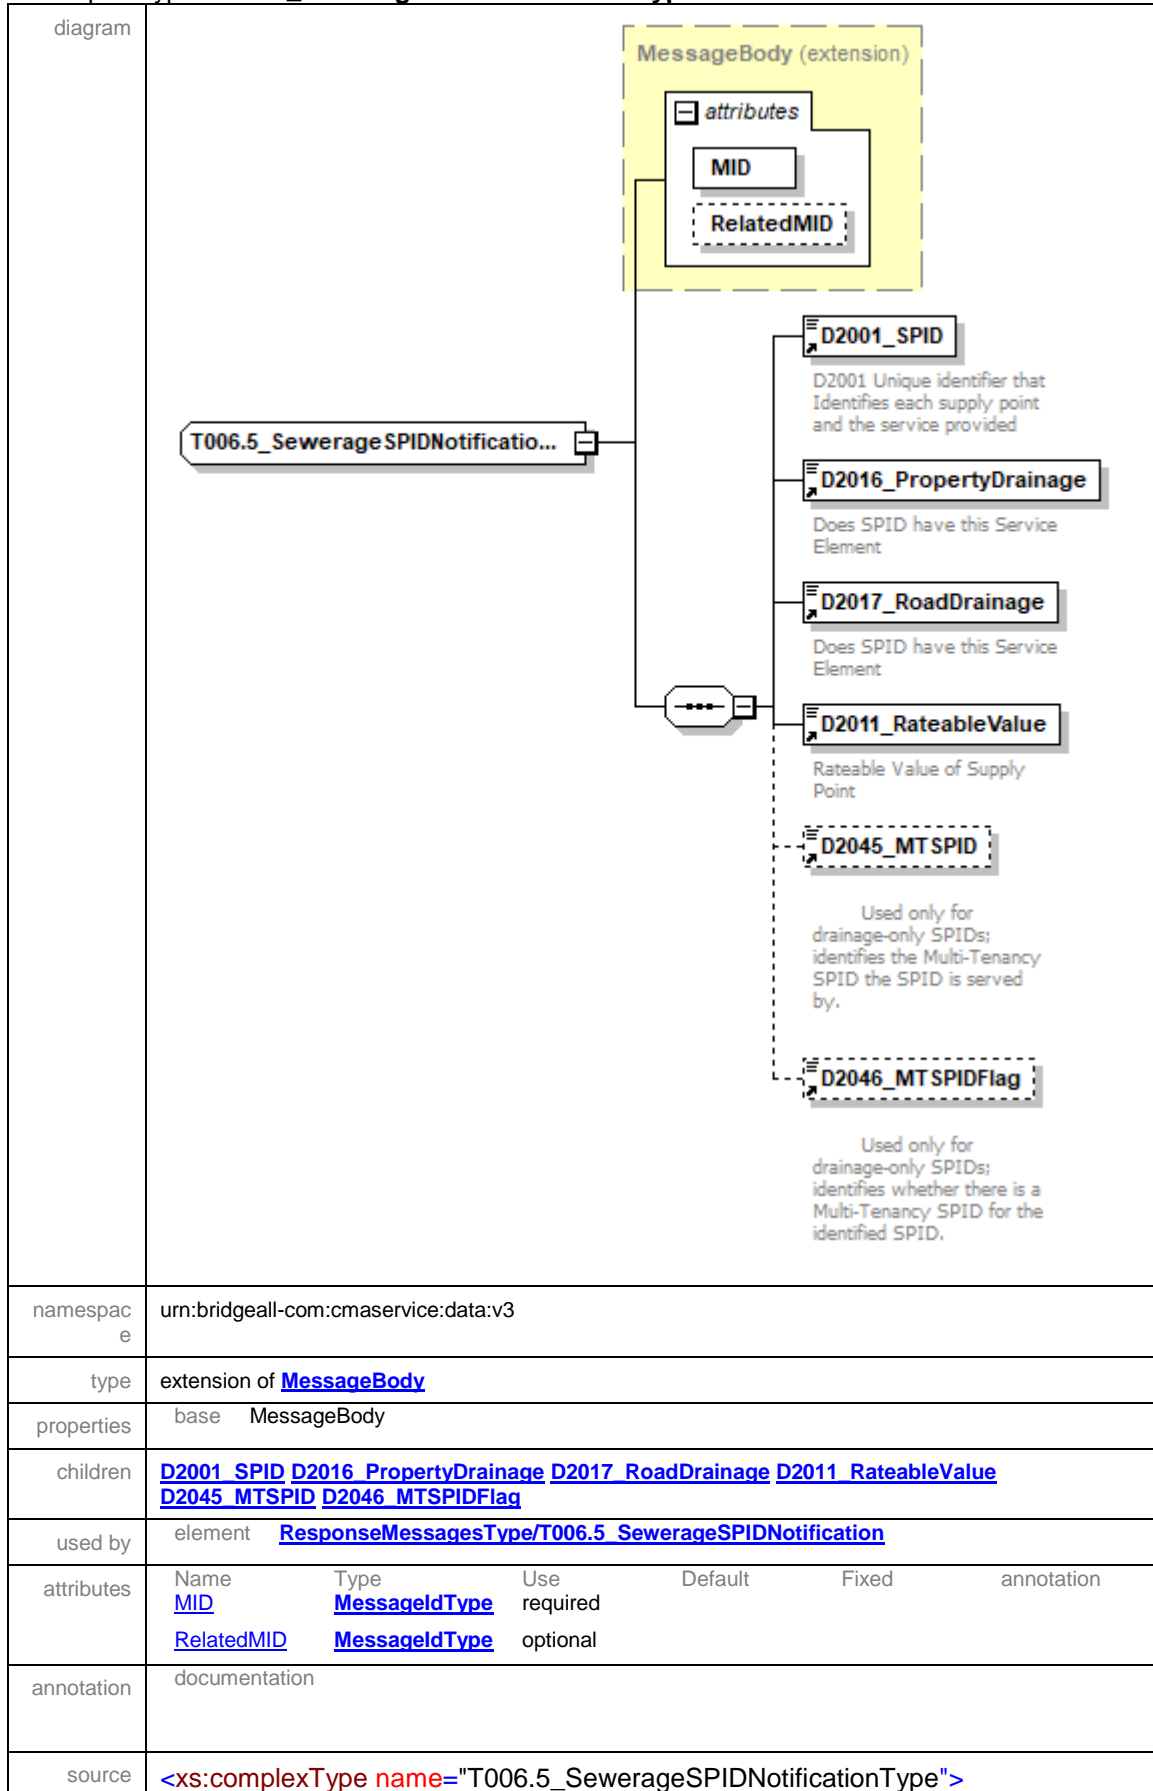 diagram
MessageBody (extension)
attributes
MID
RelatedMID
D2001_SPID
D2001 Unique identifier that
Identifies each supply point
and the service provided
T006.5_SewerageSPIDNotificatio...
D2016_PropertyDrainage
Does SPID have this Service
Element
D2017_RoadDrainage
Does SPID have this Service
Element
D2011_RateableValue
Rateable Value of Supply
Point
D2045_MTSPID
Used only for
drainage-only SPIDs;
identifies the Multi-Tenancy
SPID the SPID is served
by.
D2046_MTSPIDFlag
Used only for
drainage-only SPIDs;
identifies whether there is a
Multi-Tenancy SPID for the
identified SPID.
namespac urn:bridgeall-com:cmaservice:data:v3
e
type extension of MessageBody
properties base MessageBody
children D2001_SPID D2016_PropertyDrainage D2017_RoadDrainage D2011_RateableValue
D2045_MTSPID D2046_MTSPIDFlag
used by element ResponseMessagesType/T006.5_SewerageSPIDNotification
attributes Name Type Use Default Fixed annotation
MID MessageIdType required
RelatedMID MessageIdType optional
annotation documentation
source <xs:complexType name="T006.5_SewerageSPIDNotificationType">